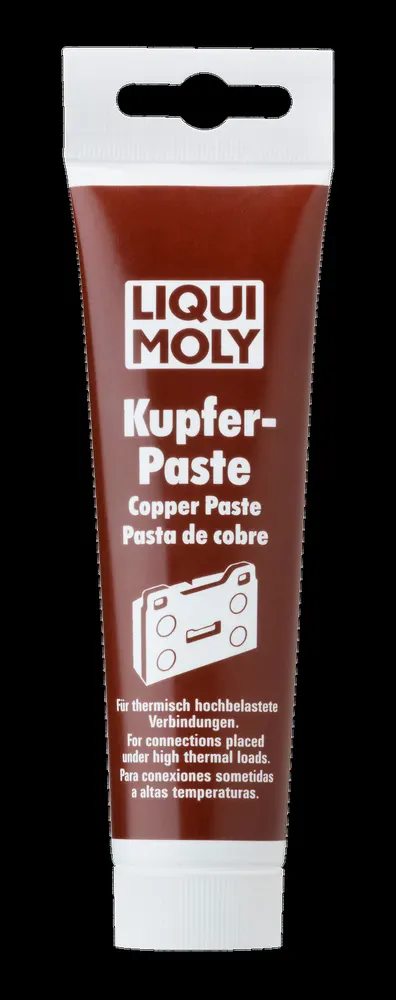 LIQUI
MOLY
Kupfer-
Paste
Copper Paste
Pasta de cobre
Für thermisch hochbelastete
Verbindungen.
For connections placed
under high thermal loads.
Para conexiones sometidas
a altas temperaturas.